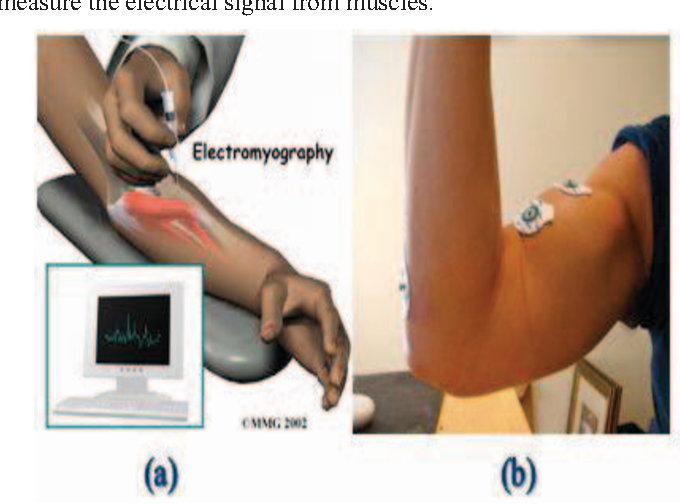 measure the electrical signal from muscles.
Electromyography
©MMG 2002
(a)
(b)